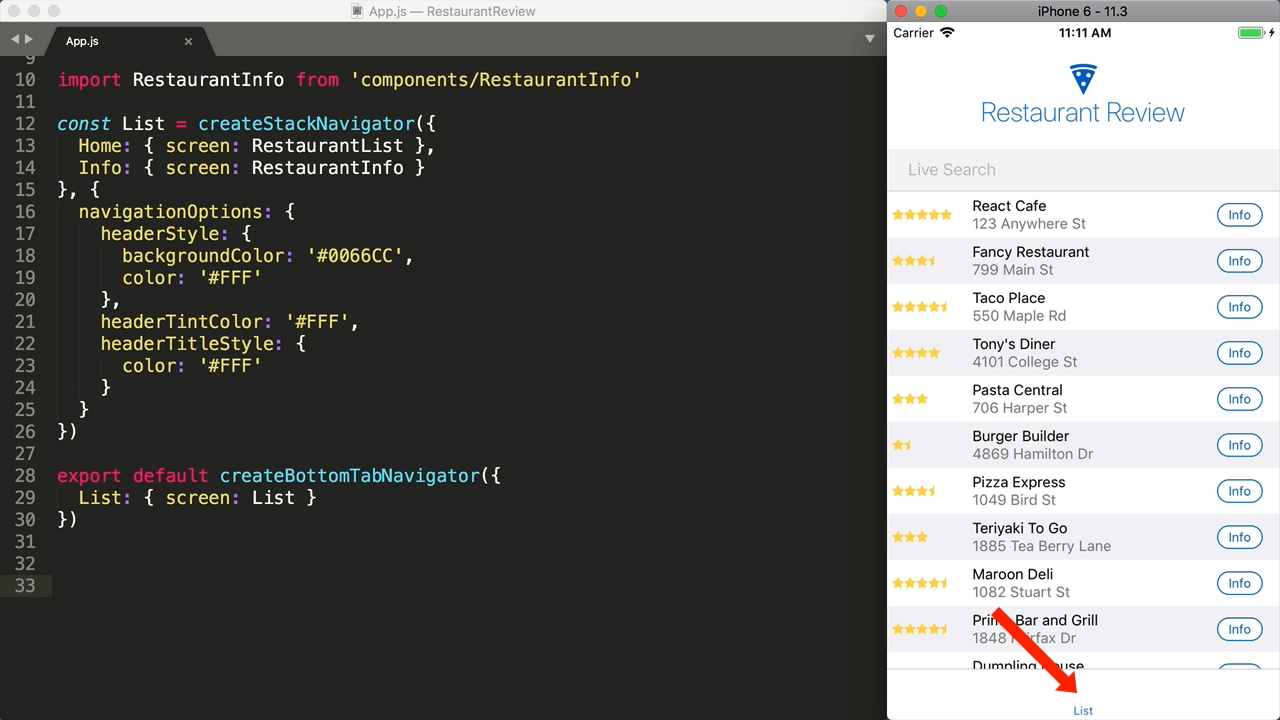 App.js — RestaurantReview
App.js
9
10 import RestaurantInfo from 'components/RestaurantInfo'
11
12 const List = createStackNavigator({
13 Home: { screen: RestaurantList },
14 Info: { screen: RestaurantInfo }
15 }, {
16 navigationOptions: {
17 headerStyle: {
18 backgroundColor: '#0066CC',
19 color: '#FFF'
20 },
21 headerTintColor: '#FFF',
22 headerTitleStyle: {
23 color: '#FFF'
24 }
25 }
26 })
27
28 export default createBottomTabNavigator({
29 List: { screen: List }
30 })
31
32
33
iPhone 6 - 11.3
Carrier 11:11 AM
Restaurant Review
Live Search
React Cafe
123 Anywhere St
Info
Fancy Restaurant
799 Main St
Info
Taco Place
550 Maple Rd
Info
Tony's Diner
4101 College St
Info
Pasta Central
706 Harper St
Info
Burger Builder
4869 Hamilton Dr
Info
Pizza Express
1049 Bird St
Info
Teriyaki To Go
1885 Tea Berry Lane
Info
Maroon Deli
1082 Stuart St
Info
Prime Bar and Grill
1848 Fairfax Dr
Info
Dumpling House
List